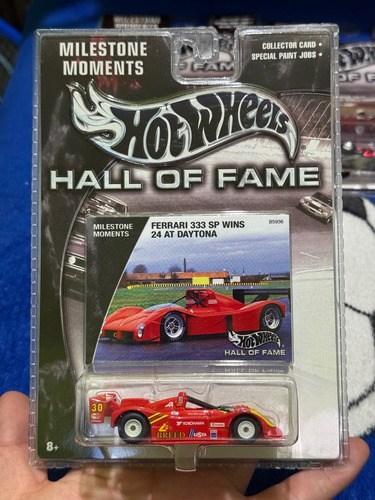 MILESTONE
MOMENTS
COLLECTOR CARD •
SPECIAL PAINT JOBS •
Hot Wheels
HALL OF FAME
MILESTONE
MOMENTS
FERRARI 333 SP WINS
24 AT DAYTONA
B5936
Hot Wheels
HALL OF FAME
30
YOKOHAMA
BREED
8+